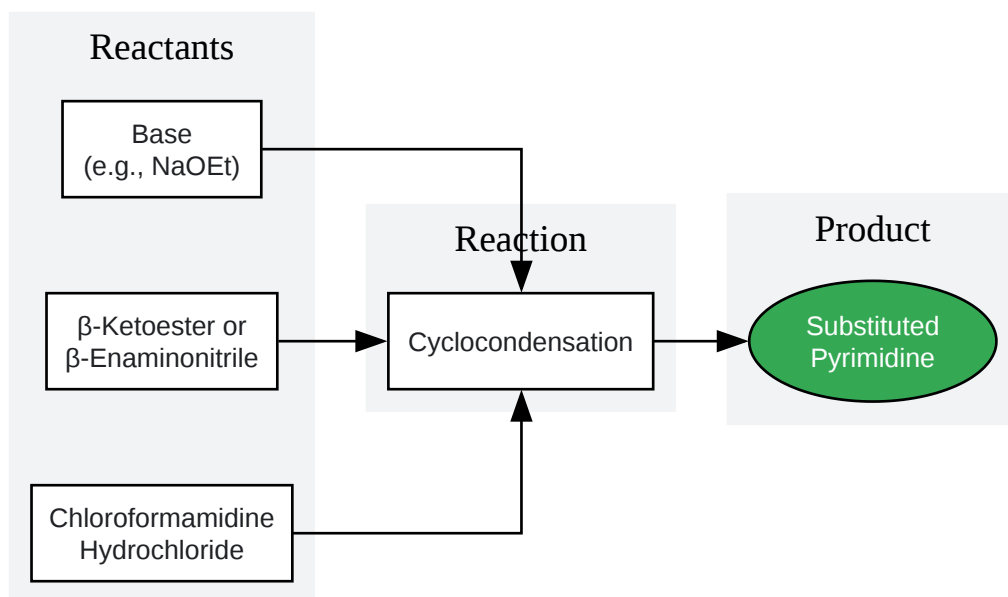 Reactants
Base
(e.g., NaOEt)
β-Ketoester or
β-Enaminonitrile
Chloroformamidine
Hydrochloride
Reaction
Cyclocondensation
Product
Substituted
Pyrimidine